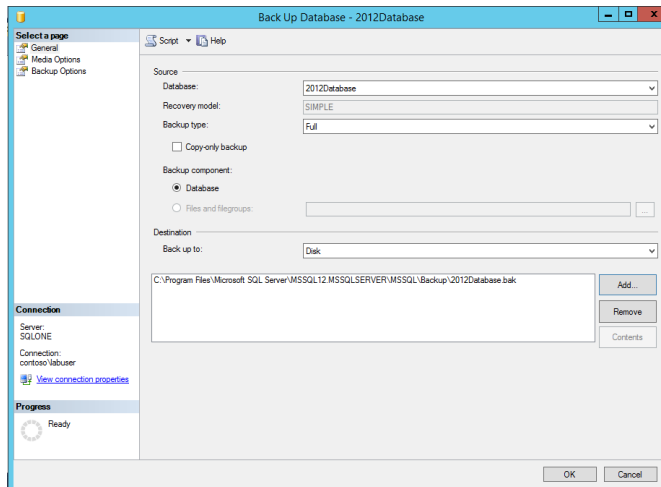 Back Up Database - 2012Database
Select a page
General
Media Options
Backup Options
Script
Help
Source
Database:
2012Database
Recovery model:
SIMPLE
Backup type:
Full
Copy-only backup
Backup component:
Database
Files and filegroups:
...
Destination
Back up to:
Disk
C:\Program Files\Microsoft SQL Server\MSSQL12.MSSQLSERVER\MSSQL\Backup\2012Database.bak
Add...
Remove
Contents
Connection
Server:
SQLONE
Connection:
contoso\labuser
View connection properties
Progress
Ready
OK
Cancel